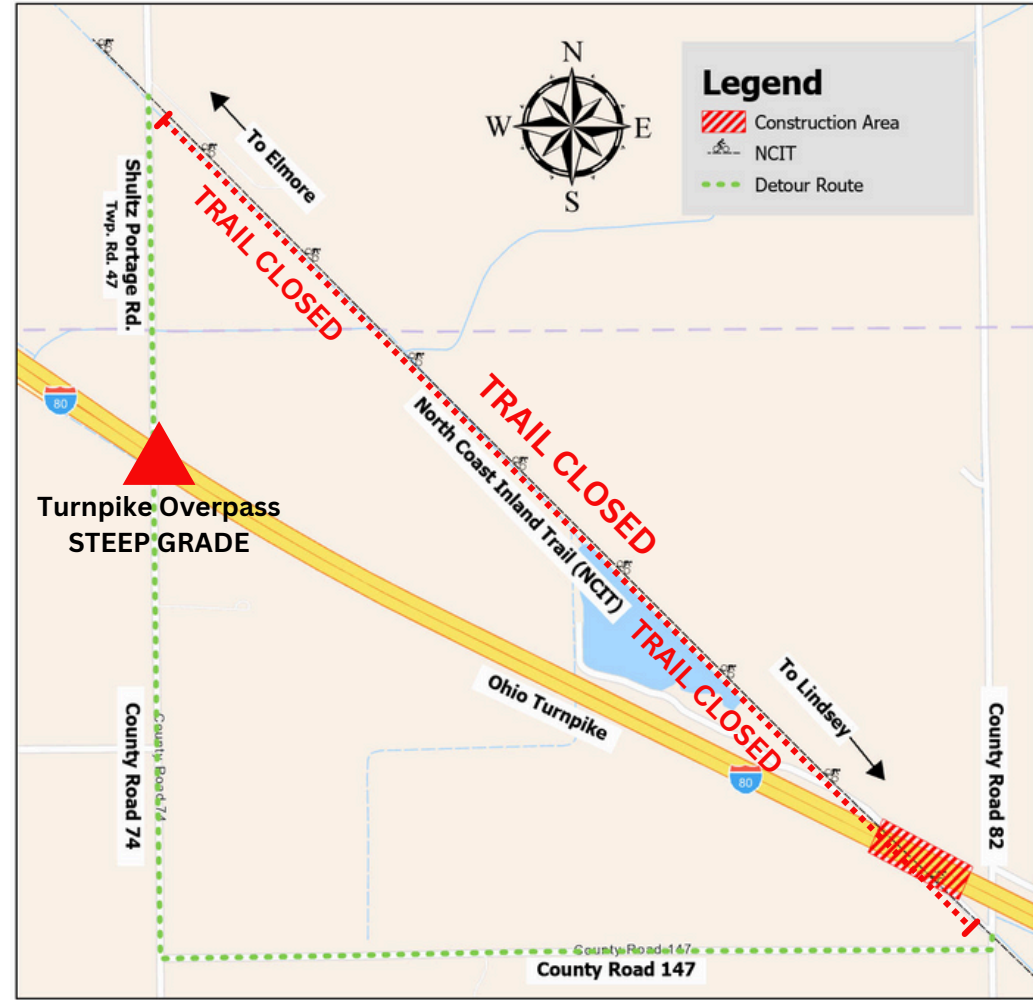 N
W E
S
Legend
Construction Area
NCIT
Detour Route
To Elmore
Shultz Portage Rd.
Twp. Rd. 47
TRAIL CLOSED
80
TRAIL CLOSED
North Coast Inland Trail (NCIT)
Turnpike Overpass
STEEP GRADE
TRAIL CLOSED
To Lindsey
Ohio Turnpike
80
County Road 74
County Road 74
County Road 82
County Road 147
County Road 147